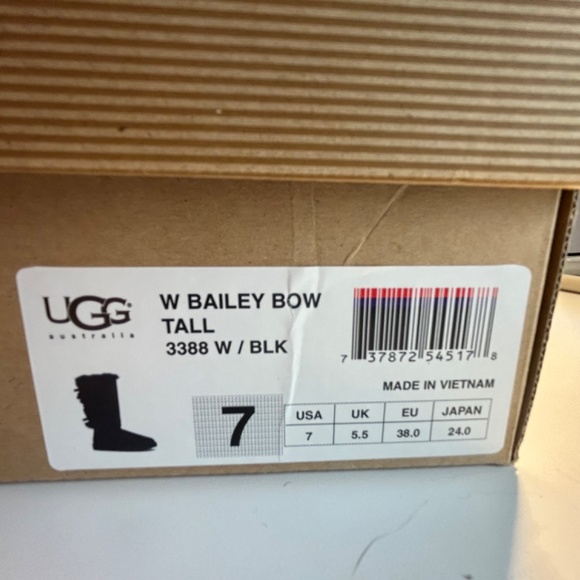 UGG®
australia
W BAILEY BOW
TALL
3388 W / BLK
7 37872 54517 8
MADE IN VIETNAM
7
USA UK EU JAPAN
7 5.5 38.0 24.0